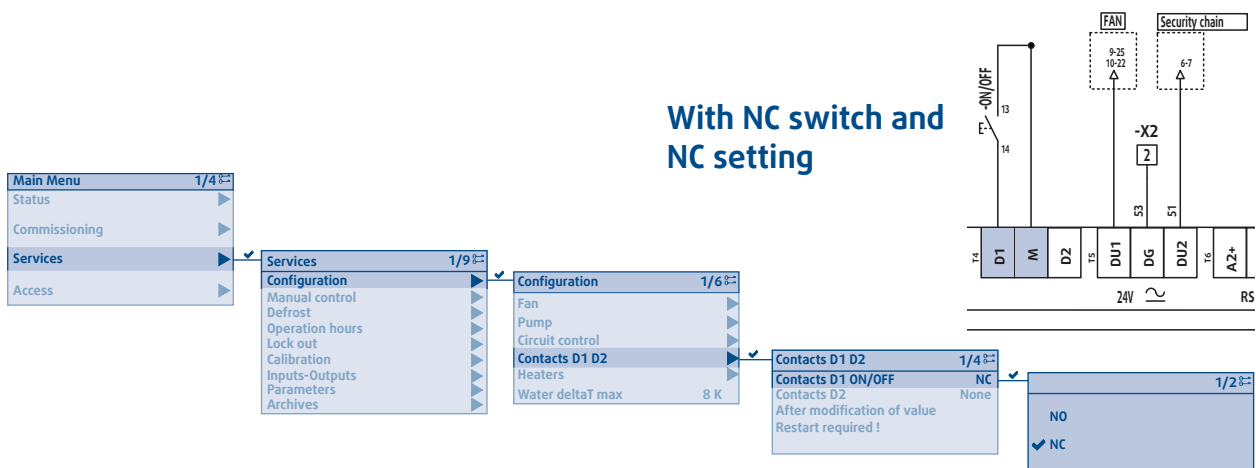 With NC switch and
NC setting
FAN
Security chain
9-25
10-22
6-7
-ON/OFF
13
E--
14
-X2
2
53
51
T4
D1
M
D2
T5
DU1
DG
DU2
T6
A2+
24V
RS
Main Menu 1/4
Status
Commissioning
Services
Access
Services 1/9
Configuration
Manual control
Defrost
Operation hours
Lock out
Calibration
Inputs-Outputs
Parameters
Archives
Configuration 1/6
Fan
Pump
Circuit control
Contacts D1 D2
Heaters
Water deltaT max 8 K
Contacts D1 D2 1/4
Contacts D1 ON/OFF NC
Contacts D2 None
After modification of value
Restart required !
1/2
NO
NC